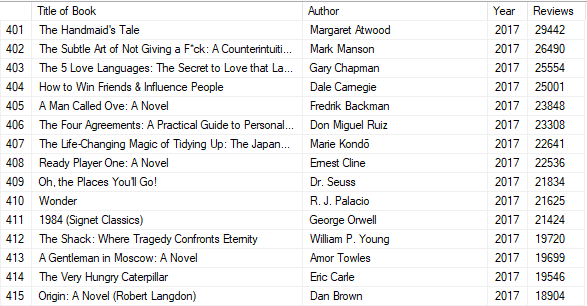 Title of Book Author Year Reviews
401 The Handmaid's Tale Margaret Atwood 2017 29442
402 The Subtle Art of Not Giving a F*ck: A Counterintuiti... Mark Manson 2017 26490
403 The 5 Love Languages: The Secret to Love that La... Gary Chapman 2017 25554
404 How to Win Friends & Influence People Dale Carnegie 2017 25001
405 A Man Called Ove: A Novel Fredrik Backman 2017 23848
406 The Four Agreements: A Practical Guide to Personal... Don Miguel Ruiz 2017 23308
407 The Life-Changing Magic of Tidying Up: The Japan... Marie Kondō 2017 22641
408 Ready Player One: A Novel Ernest Cline 2017 22536
409 Oh, the Places You'll Go! Dr. Seuss 2017 21834
410 Wonder R. J. Palacio 2017 21625
411 1984 (Signet Classics) George Orwell 2017 21424
412 The Shack: Where Tragedy Confronts Eternity William P. Young 2017 19720
413 A Gentleman in Moscow: A Novel Amor Towles 2017 19699
414 The Very Hungry Caterpillar Eric Carle 2017 19546
415 Origin: A Novel (Robert Langdon) Dan Brown 2017 18904